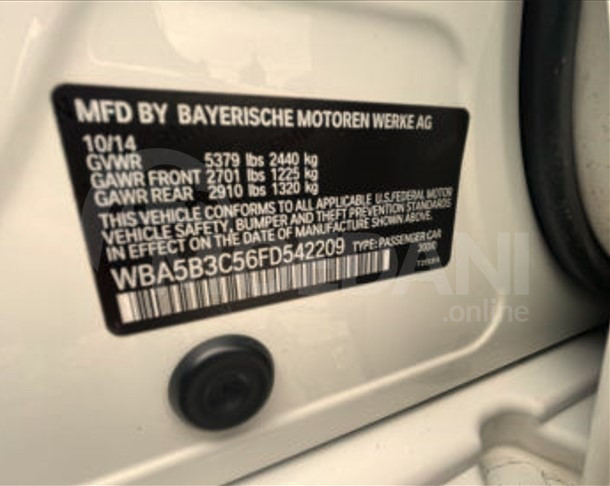 MFD BY BAYERISCHE MOTOREN WERKE AG
10/14
GVWR 5379 lbs 2440 kg
GAWR FRONT 2701 lbs 1225 kg
GAWR REAR 2910 lbs 1320 kg
THIS VEHICLE CONFORMS TO ALL APPLICABLE U.S. FEDERAL MOTOR
VEHICLE SAFETY, BUMPER AND THEFT PREVENTION STANDARDS
IN EFFECT ON THE DATE OF MANUFACTURE SHOWN ABOVE.
WBA5B3C56FD542209 TYPE: PASSENGER CAR
.online